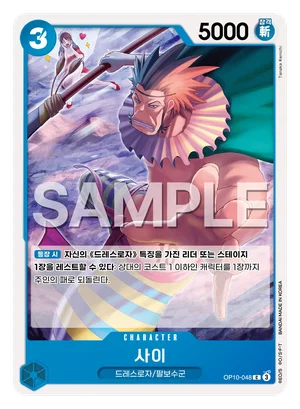 3
5000
참격
斬
SAMPLE
등장 시 자신의 《드레스로자》 특징을 가진 리더 또는 스테이지
1장을 레스트할 수 있다: 상대의 코스트 1 이하인 캐릭터를 1장까지
주인의 패로 되돌린다.
CHARACTER
사이
드레스로자/팔보수군
OP10-048 C
BANDAI MADE IN KOREA